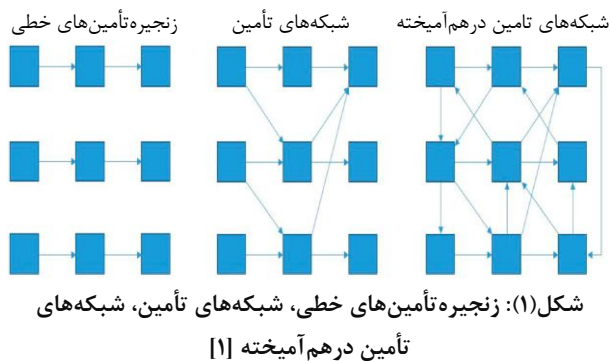 شبکه‌های تامین درهم‌آمیخته
شبکه‌های تأمین
زنجیره‌تأمین‌های خطی
شکل(۱): زنجیره‌تأمین‌های خطی، شبکه‌های تأمین، شبکه‌های
تأمین درهم‌آمیخته [۱]